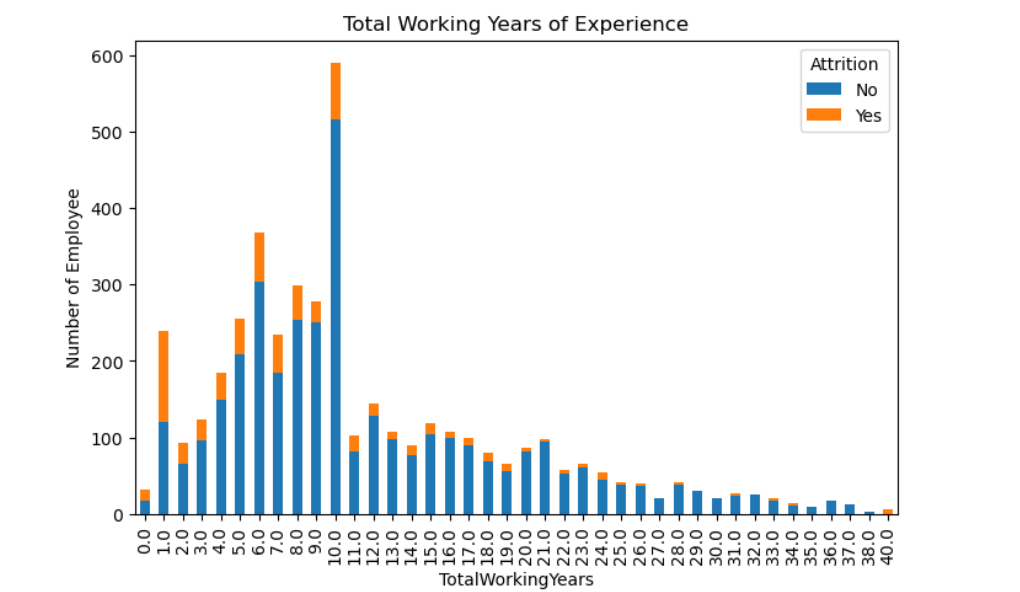 Total Working Years of Experience
Number of Employee
600
500
400
300
200
100
0
Attrition
No
Yes
0.0 1.0 2.0 3.0 4.0 5.0 6.0 7.0 8.0 9.0 10.0 11.0 12.0 13.0 14.0 15.0 16.0 17.0 18.0 19.0 20.0 21.0 22.0 23.0 24.0 25.0 26.0 27.0 28.0 29.0 30.0 31.0 32.0 33.0 34.0 35.0 36.0 37.0 38.0 40.0
TotalWorkingYears